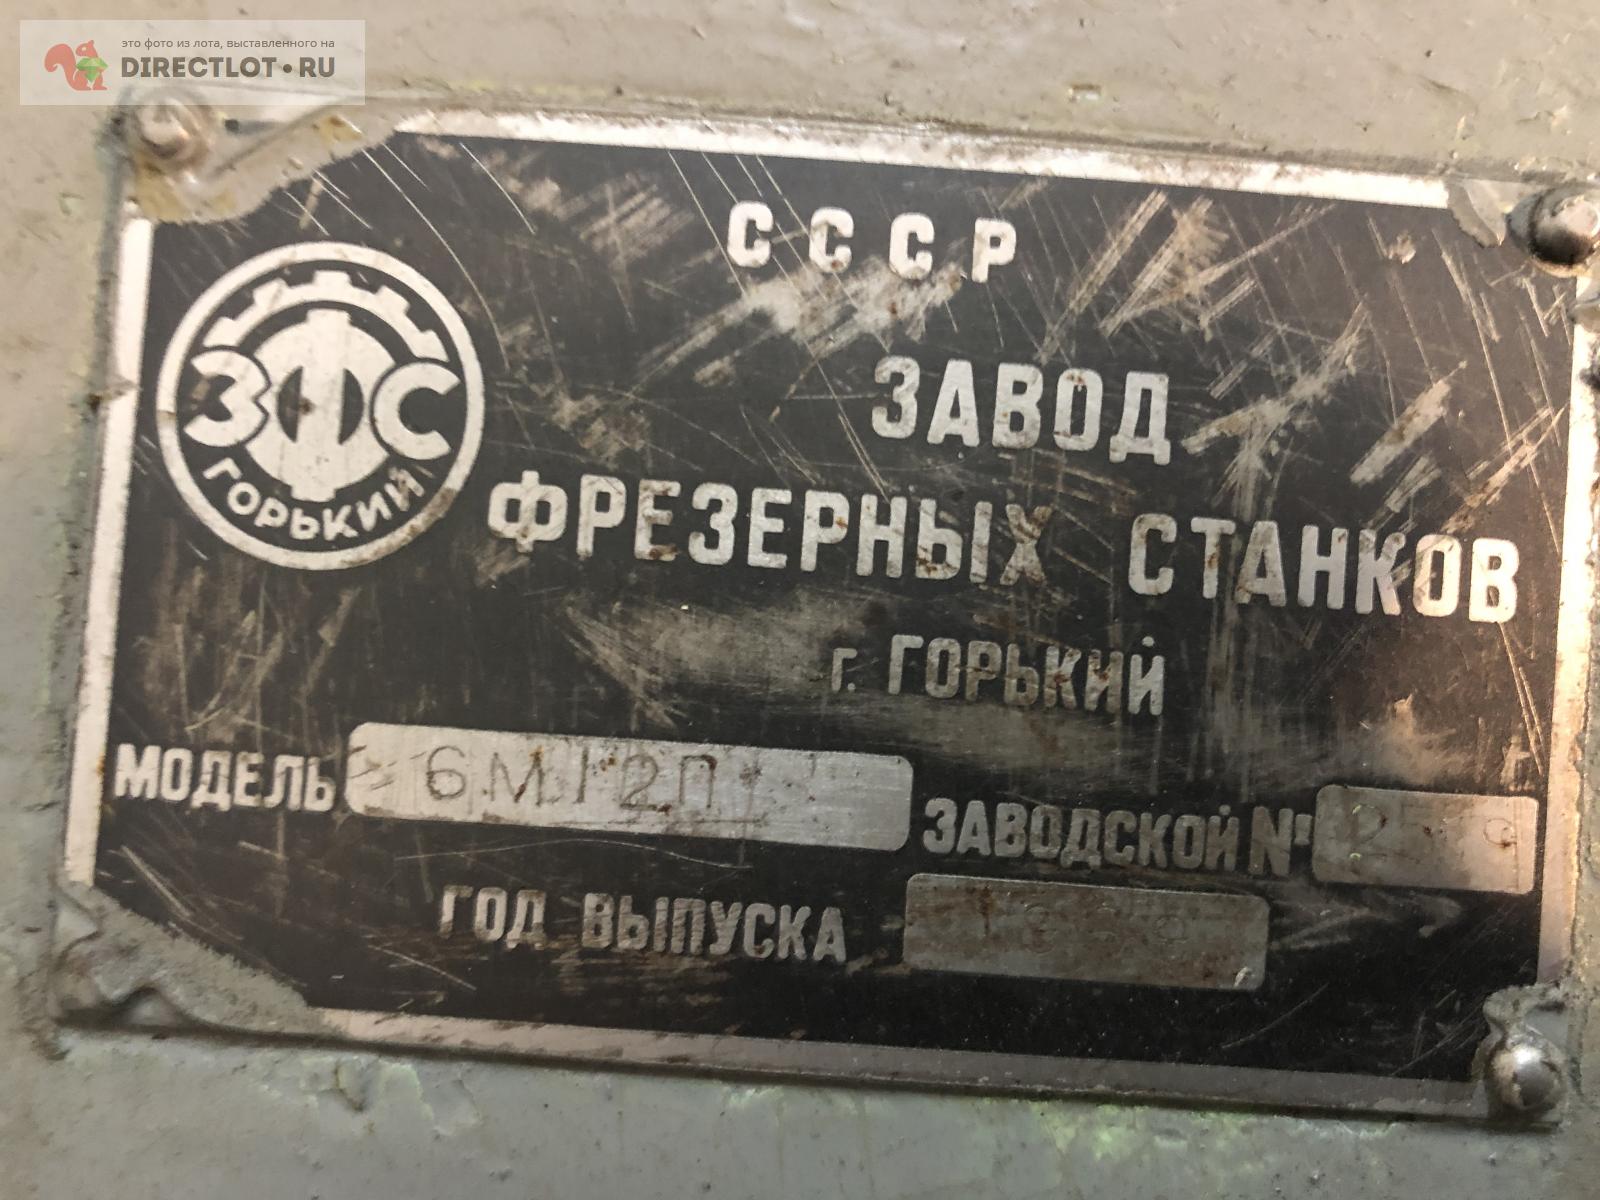 это фото из лота, выставленного на
DIRECTLOT•RU
СССР
ЗФС
ГОРЬКИЙ
ЗАВОД
ФРЕЗЕРНЫХ СТАНКОВ
г. ГОРЬКИЙ
МОДЕЛЬ 6М12П
ЗАВОДСКОЙ №
ГОД ВЫПУСКА